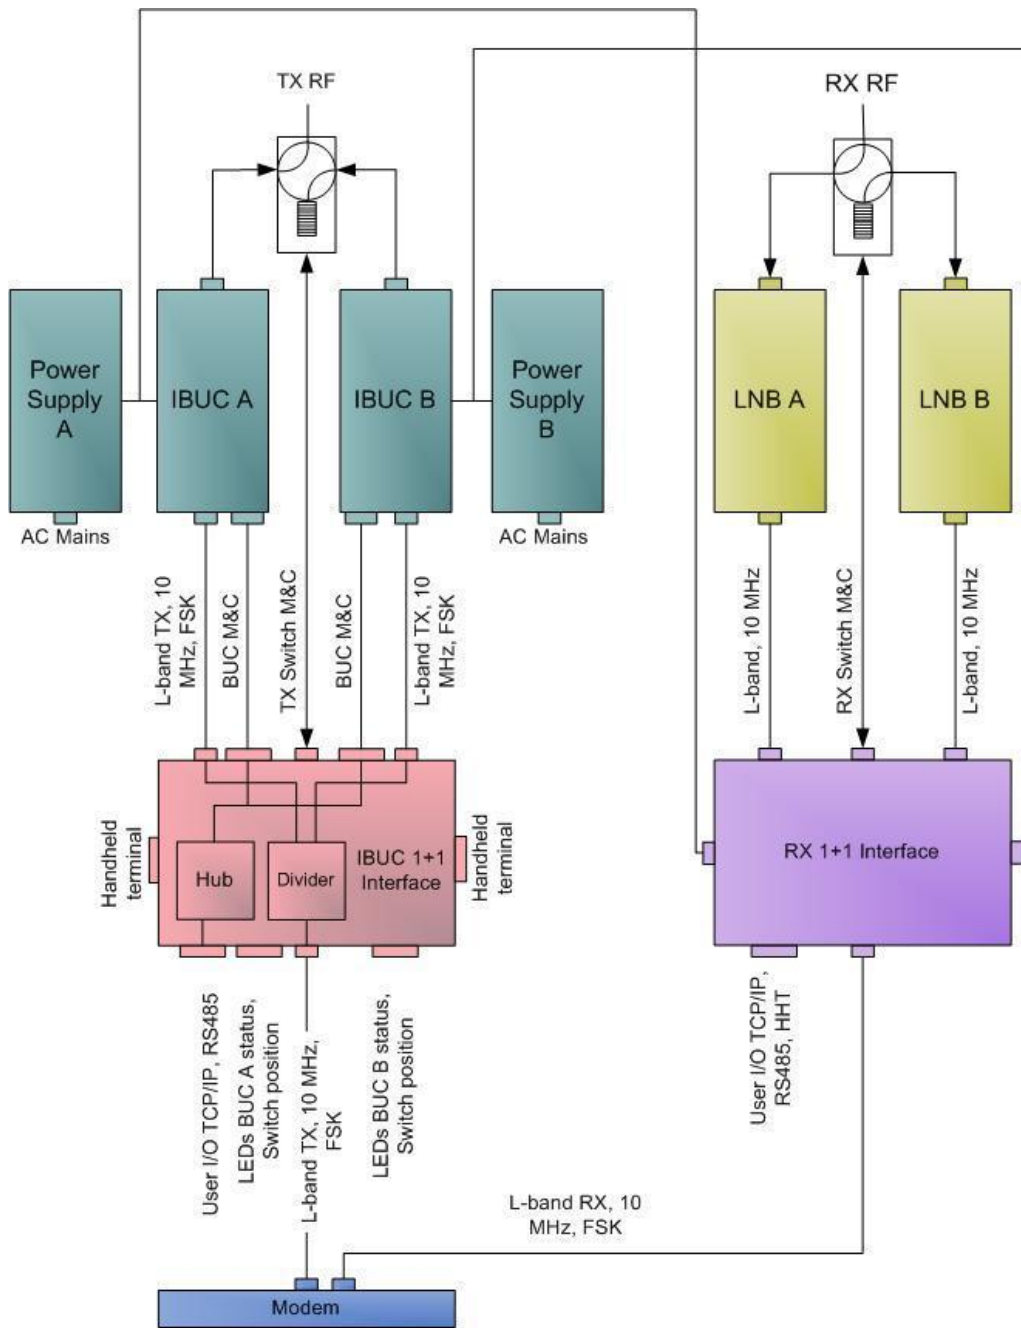 TX RF
RX RF
Power
Supply
A
IBUC A
IBUC B
Power
Supply
B
LNB A
LNB B
AC Mains
AC Mains
L-band TX, 10
MHz, FSK
BUC M&C
TX Switch M&C
BUC M&C
L-band TX, 10
MHz, FSK
L-band, 10 MHz
RX Switch M&C
L-band, 10 MHz
Handheld
terminal
Hub
Divider
IBUC 1+1
Interface
Handheld
terminal
RX 1+1 Interface
User I/O TCP/IP, RS485
LEDs BUC A status,
Switch position
L-band TX, 10 MHz,
FSK
LEDs BUC B status,
Switch position
User I/O TCP/IP,
RS485, HHT
L-band RX, 10
MHz, FSK
Modem